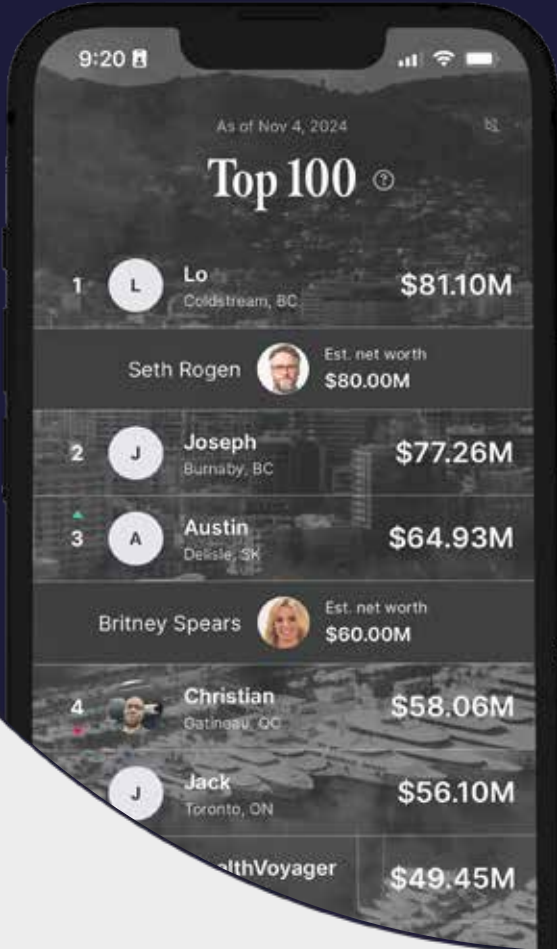 9:20
As of Nov 4, 2024
Top 100 ?
1 L Lo $81.10M
Coldstream, BC
Seth Rogen Est. net worth
$80.00M
2 J Joseph $77.26M
Burnaby, BC
3 A Austin $64.93M
Delisle, SK
Britney Spears Est. net worth
$60.00M
4 Christian $58.06M
Gatineau, QC
J Jack $56.10M
Toronto, ON
lthVoyager $49.45M